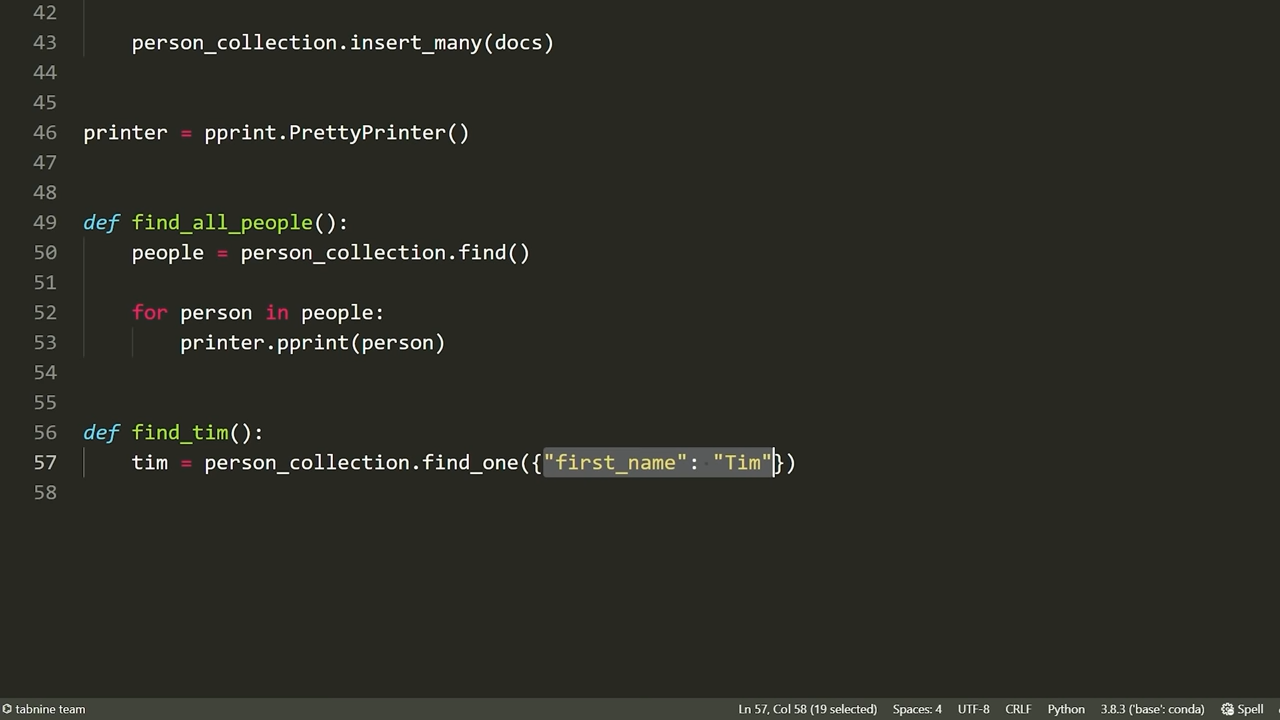 42
43 person_collection.insert_many(docs)
44
45
46 printer = pprint.PrettyPrinter()
47
48
49 def find_all_people():
50 people = person_collection.find()
51
52 for person in people:
53 printer.pprint(person)
54
55
56 def find_tim():
57 tim = person_collection.find_one({"first_name": "Tim"})
58
tabnine team Ln 57, Col 58 (19 selected) Spaces: 4 UTF-8 CRLF Python 3.8.3 ('base': conda) Spell